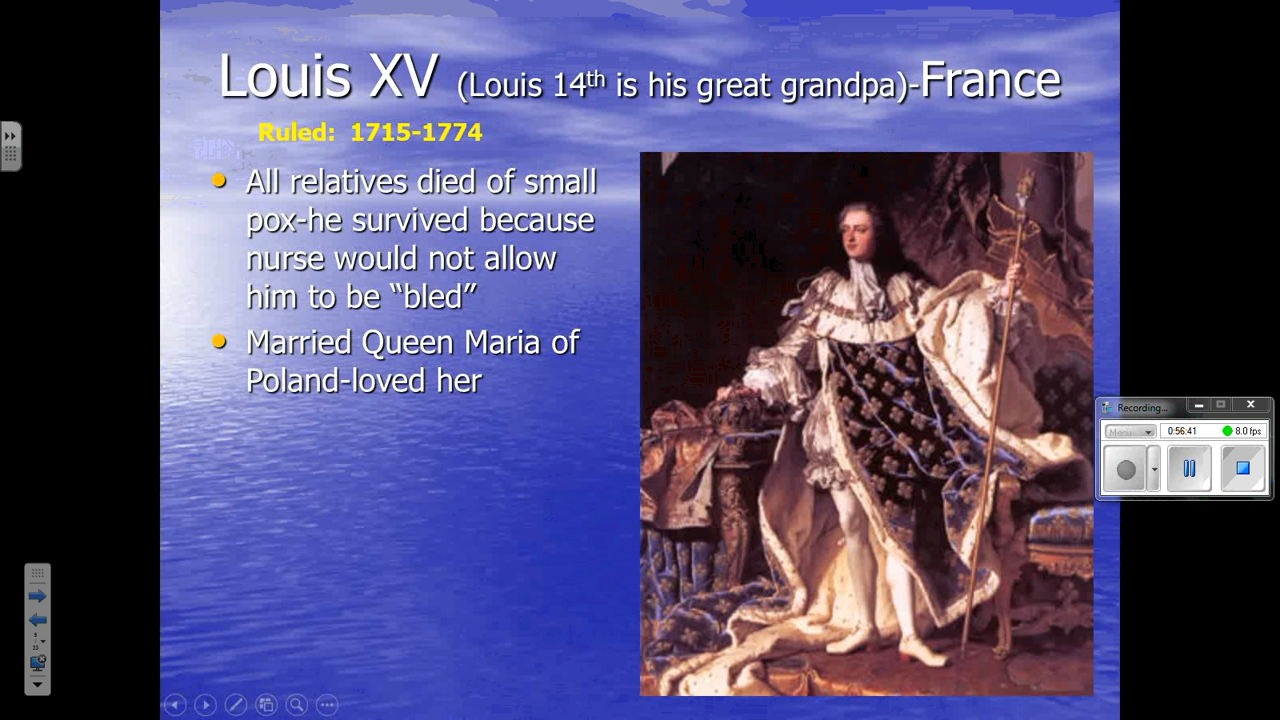 Louis XV (Louis 14th is his great grandpa)-France
Ruled: 1715-1774
All relatives died of small
pox-he survived because
nurse would not allow
him to be “bled”
Married Queen Maria of
Poland-loved her
Recording...
Menu
0:56:41
8.0 fps